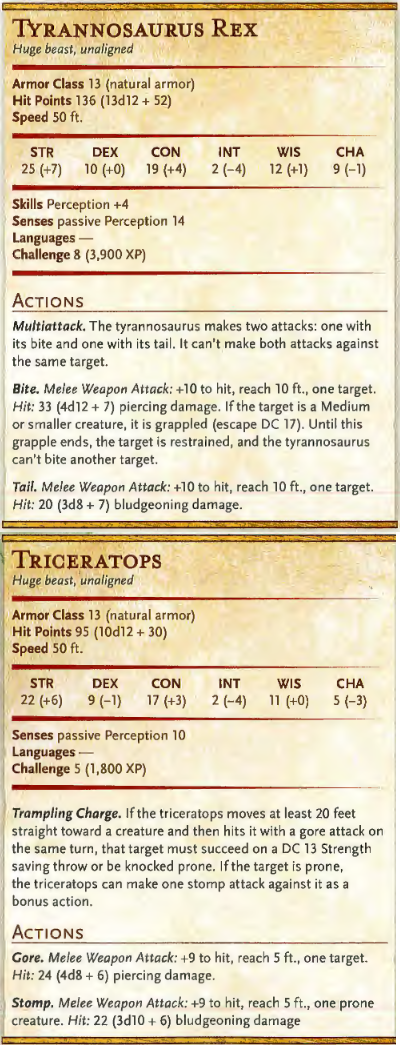 TYRANNOSAURUS REX
Huge beast, unaligned
Armor Class 13 (natural armor)
Hit Points 136 (13d12 + 52)
Speed 50 ft.
STR DEX CON INT WIS CHA
25 (+7) 10 (+0) 19 (+4) 2 (−4) 12 (+1) 9 (−1)
Skills Perception +4
Senses passive Perception 14
Languages —
Challenge 8 (3,900 XP)
ACTIONS
Multiattack. The tyrannosaurus makes two attacks: one with
its bite and one with its tail. It can't make both attacks against
the same target.
Bite. Melee Weapon Attack: +10 to hit, reach 10 ft., one target.
Hit: 33 (4d12 + 7) piercing damage. If the target is a Medium
or smaller creature, it is grappled (escape DC 17). Until this
grapple ends, the target is restrained, and the tyrannosaurus
can't bite another target.
Tail. Melee Weapon Attack: +10 to hit, reach 10 ft., one target.
Hit: 20 (3d8 + 7) bludgeoning damage.
TRICERATOPS
Huge beast, unaligned
Armor Class 13 (natural armor)
Hit Points 95 (10d12 + 30)
Speed 50 ft.
STR DEX CON INT WIS CHA
22 (+6) 9 (−1) 17 (+3) 2 (−4) 11 (+0) 5 (−3)
Senses passive Perception 10
Languages —
Challenge 5 (1,800 XP)
Trampling Charge. If the triceratops moves at least 20 feet
straight toward a creature and then hits it with a gore attack on
the same turn, that target must succeed on a DC 13 Strength
saving throw or be knocked prone. If the target is prone,
the triceratops can make one stomp attack against it as a
bonus action.
ACTIONS
Gore. Melee Weapon Attack: +9 to hit, reach 5 ft., one target.
Hit: 24 (4d8 + 6) piercing damage.
Stomp. Melee Weapon Attack: +9 to hit, reach 5 ft., one prone
creature. Hit: 22 (3d10 + 6) bludgeoning damage